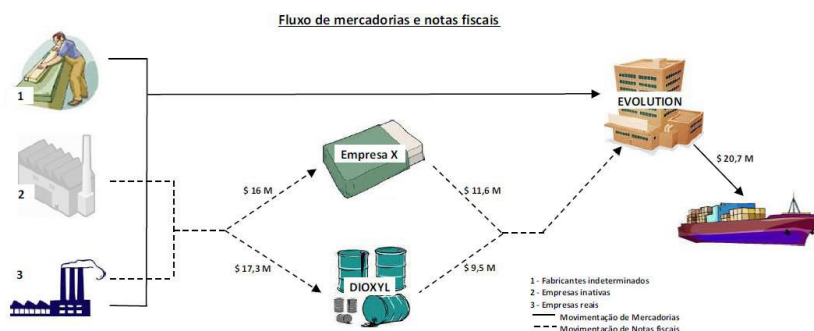 Fluxo de mercadorias e notas fiscais
1
EVOLUTION
Empresa X
$ 20,7 M
2
$ 16 M
$ 11,6 M
$ 17,3 M
$ 9,5 M
3
DIOXYL
1 - Fabricantes indeterminados
2 - Empresas inativas
3 - Empresas reais
Movimentação de Mercadorias
Movimentação de Notas fiscais